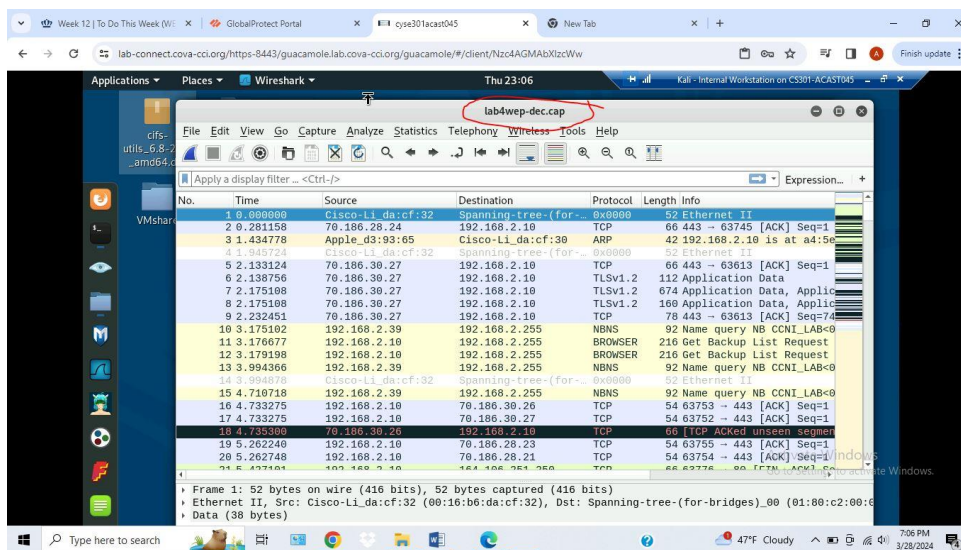 Week 12 | To Do This Week (W
GlobalProtect Portal
cyse301acast045
New Tab
lab-connect.cova-cci.org/https-8443/guacamole.lab.cova-cci.org/guacamole/#/client/Nzc4AGMAbXlzcWw
Finish update
Applications Places Wireshark Thu 23:06 Kali - Internal Workstation on CS301-ACAST045
cifs-
utils_6.8-2
_amd64.d
VMshare
lab4wep-dec.cap
File Edit View Go Capture Analyze Statistics Telephony Wireless Tools Help
Apply a display filter ... <Ctrl-/> Expression... +
No. Time Source Destination Protocol Length Info
1 0.000000 Cisco-Li_da:cf:32 Spanning-tree-(for-… 0x0000 52 Ethernet II
2 0.281158 70.186.28.24 192.168.2.10 TCP 66 443 → 63745 [ACK] Seq=1
3 1.434778 Apple_d3:93:65 Cisco-Li_da:cf:30 ARP 42 192.168.2.10 is at a4:5e
4 1.945724 Cisco-Li_da:cf:32 Spanning-tree-(for-… 0x0000 52 Ethernet II
5 2.133124 70.186.30.27 192.168.2.10 TCP 66 443 → 63613 [ACK] Seq=1
6 2.138756 70.186.30.27 192.168.2.10 TLSv1.2 112 Application Data
7 2.175108 70.186.30.27 192.168.2.10 TLSv1.2 674 Application Data, Applic
8 2.175108 70.186.30.27 192.168.2.10 TLSv1.2 160 Application Data, Applic
9 2.232451 70.186.30.27 192.168.2.10 TCP 78 443 → 63613 [ACK] Seq=74
10 3.175102 192.168.2.39 192.168.2.255 NBNS 92 Name query NB CCNI_LAB<0
11 3.176677 192.168.2.10 192.168.2.255 BROWSER 216 Get Backup List Request
12 3.179198 192.168.2.10 192.168.2.255 BROWSER 216 Get Backup List Request
13 3.994366 192.168.2.39 192.168.2.255 NBNS 92 Name query NB CCNI_LAB<0
14 3.994878 Cisco-Li_da:cf:32 Spanning-tree-(for-… 0x0000 52 Ethernet II
15 4.710718 192.168.2.39 192.168.2.255 NBNS 92 Name query NB CCNI_LAB<0
16 4.733275 192.168.2.10 70.186.30.26 TCP 54 63753 → 443 [ACK] Seq=1
17 4.733275 192.168.2.10 70.186.30.27 TCP 54 63752 → 443 [ACK] Seq=1
18 4.735300 70.186.30.26 192.168.2.10 TCP 66 [TCP ACKed unseen segmen
19 5.262240 192.168.2.10 70.186.28.23 TCP 54 63755 → 443 [ACK] Seq=1
20 5.262748 192.168.2.10 70.186.28.21 TCP 54 63754 → 443 [ACK] Seq=1
Activate Windows
Go to Settings to activate Windows.
Frame 1: 52 bytes on wire (416 bits), 52 bytes captured (416 bits)
Ethernet II, Src: Cisco-Li_da:cf:32 (00:16:b6:da:cf:32), Dst: Spanning-tree-(for-bridges)_00 (01:80:c2:00:0
Data (38 bytes)
Type here to search
47°F Cloudy
7:06 PM
3/28/2024